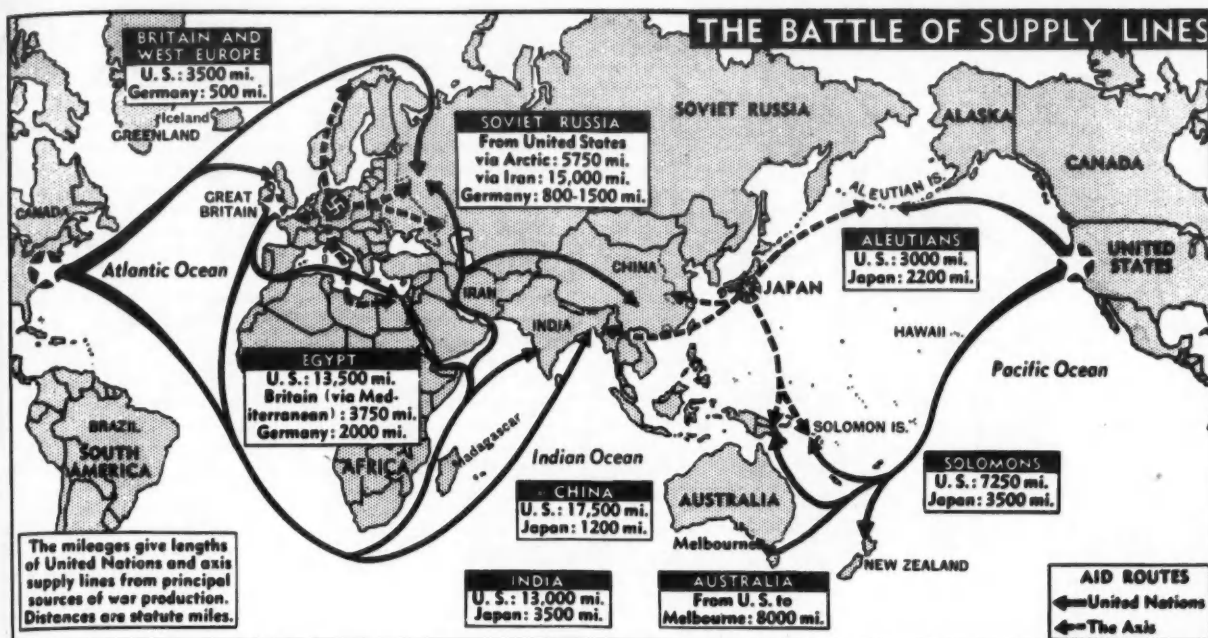 THE BATTLE OF SUPPLY LINES
BRITAIN AND
WEST EUROPE
U. S.: 3500 mi.
Germany: 500 mi.
Iceland
GREENLAND
CANADA
GREAT
BRITAIN
Atlantic Ocean
SOVIET RUSSIA
From United States
via Arctic: 5750 mi.
via Iran: 15,000 mi.
Germany: 800-1500 mi.
SOVIET RUSSIA
ALASKA
CANADA
ALEUTIAN IS.
ALEUTIANS
U. S.: 3000 mi.
Japan: 2200 mi.
UNITED
STATES
CHINA
JAPAN
IRAN
INDIA
HAWAII
Pacific Ocean
EGYPT
U. S.: 13,500 mi.
Britain (via Med-
iterranean): 3750 mi.
Germany: 2000 mi.
BRAZIL
SOUTH
AMERICA
AFRICA
Madagascar
Indian Ocean
SOLOMON IS.
SOLOMONS
U. S.: 7250 mi.
Japan: 3500 mi.
CHINA
U. S.: 17,500 mi.
Japan: 1200 mi.
AUSTRALIA
Melbourne
NEW ZEALAND
The mileages give lengths
of United Nations and axis
supply lines from principal
sources of war production.
Distances are statute miles.
INDIA
U. S.: 13,000 mi.
Japan: 3500 mi.
AUSTRALIA
From U. S. to
Melbourne: 8000 mi.
AID ROUTES
United Nations
The Axis